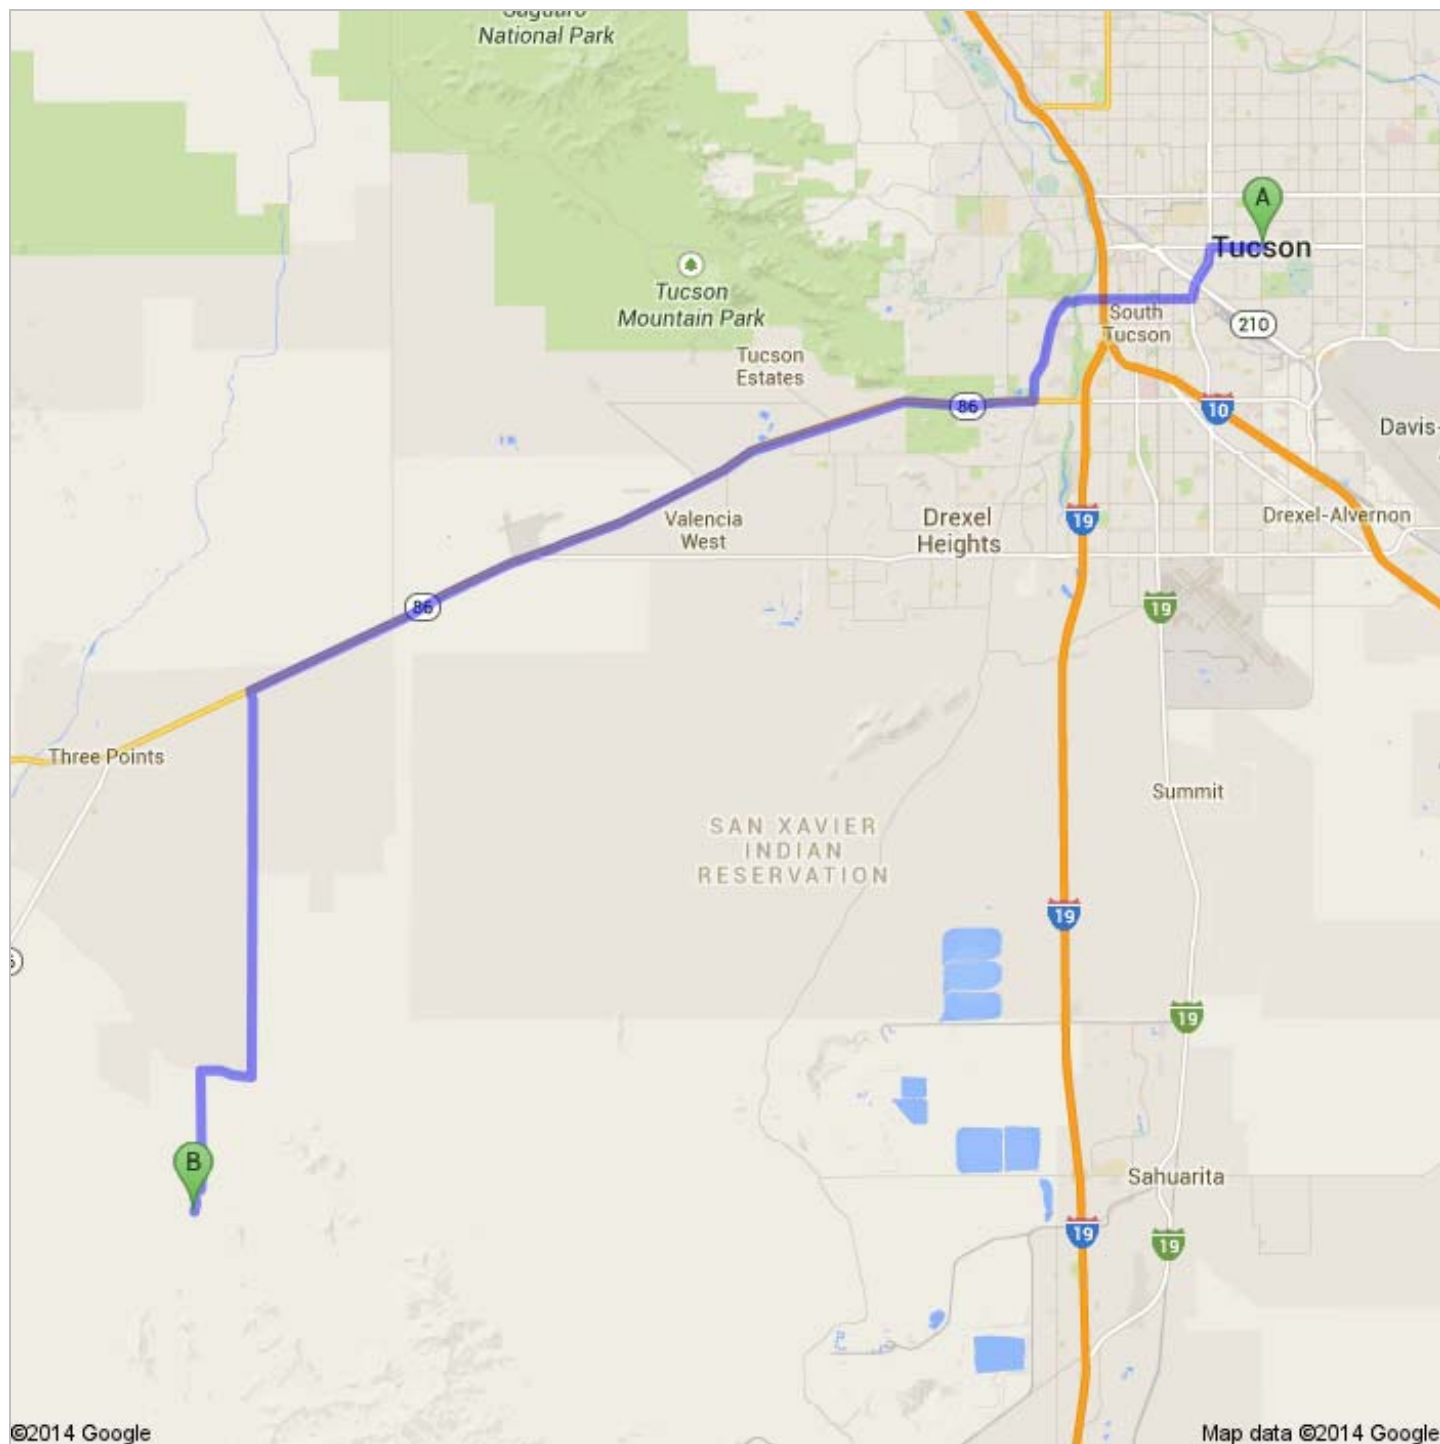 Saguaro
National Park
A
Tucson
Tucson
Mountain Park
South
Tucson
210
Tucson
Estates
86
10
Davis-
Valencia
West
Drexel
Heights
19
Drexel-Alvernon
86
19
Three Points
Summit
SAN XAVIER
INDIAN
RESERVATION
19
19
B
Sahuarita
19
19
©2014 Google
Map data ©2014 Google